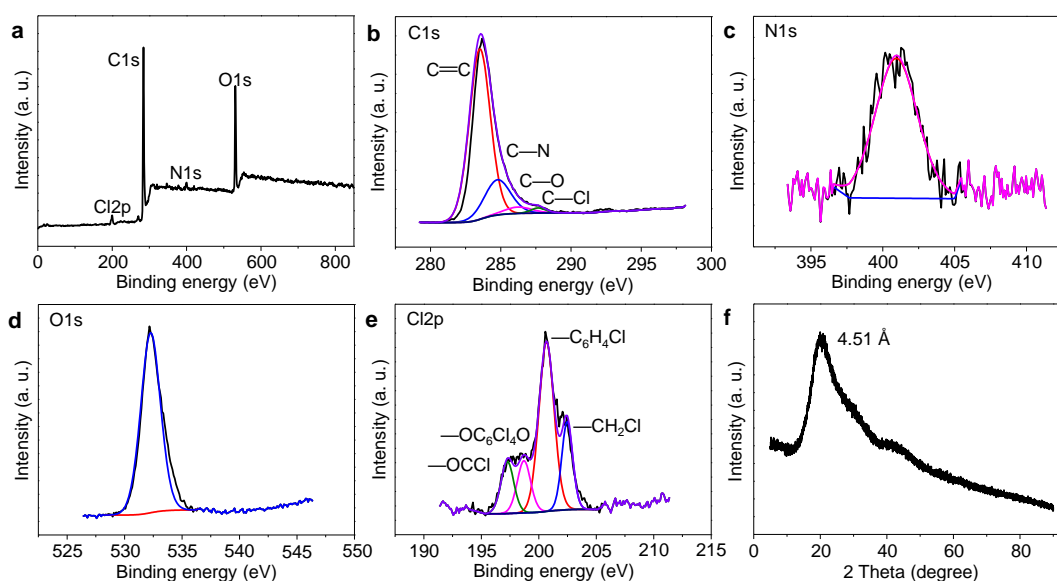 a
C1s
O1s
N1s
Cl2p
Intensity (a. u.)
0 200 400 600 800
Binding energy (eV)
b
C1s
C═C
C—N
C—O
C—Cl
Intensity (a. u.)
280 285 290 295 300
Binding energy (eV)
c
N1s
Intensity (a. u.)
395 400 405 410
Binding energy (eV)
d
O1s
Intensity (a. u.)
525 530 535 540 545 550
Binding energy (eV)
e
Cl2p
—C₆H₄Cl
—CH₂Cl
—OC₆Cl₄O
—OCCl
Intensity (a. u.)
190 195 200 205 210 215
Binding energy (eV)
f
4.51 Å
Intensity (a. u.)
0 20 40 60 80
2 Theta (degree)